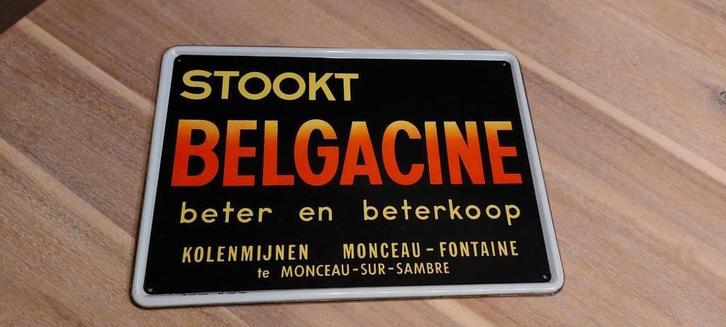 STOOKT
BELGACINE
beter en beterkoop
KOLENMIJNEN MONCEAU-FONTAINE
te MONCEAU-SUR-SAMBRE